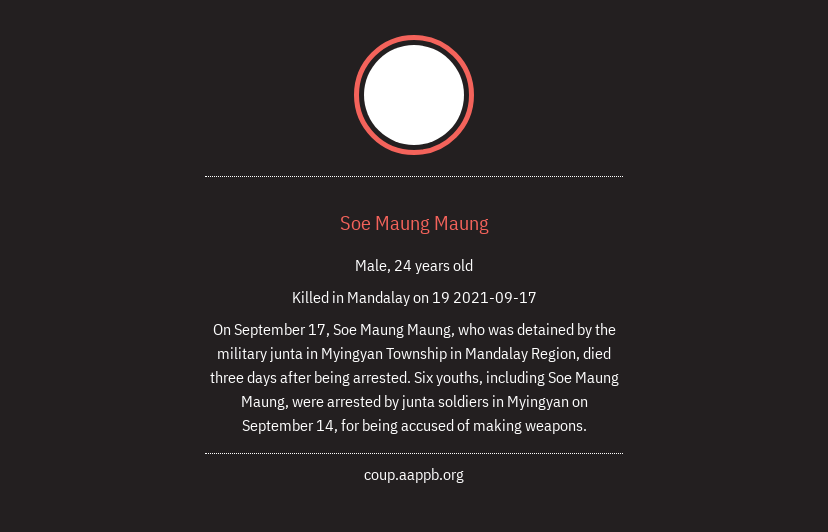 Soe Maung Maung
Male, 24 years old
Killed in Mandalay on 19 2021-09-17
On September 17, Soe Maung Maung, who was detained by the
military junta in Myingyan Township in Mandalay Region, died
three days after being arrested. Six youths, including Soe Maung
Maung, were arrested by junta soldiers in Myingyan on
September 14, for being accused of making weapons.
coup.aappb.org